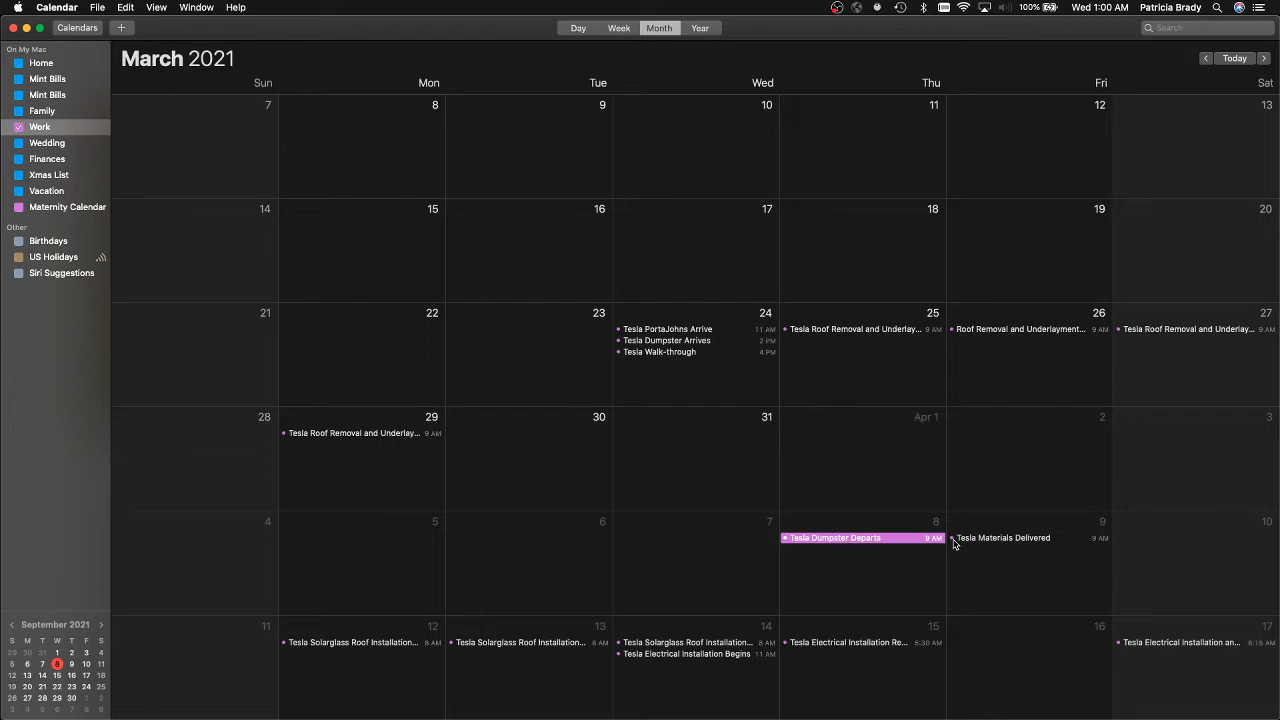 Calendar File Edit View Window Help 100% Wed 1:00 AM Patricia Brady
Calendars + Day Week Month Year Search
March 2021 Today
Sun Mon Tue Wed Thu Fri Sat
On My Mac
Home
Mint Bills
Mint Bills
Family
Work
Wedding
Finances
Xmas List
Vacation
Maternity Calendar
Other
Birthdays
US Holidays
Siri Suggestions
7 8 9 10 11 12 13
14 15 16 17 18 19 20
21 22 23 24 25 26 27
Tesla PortaJohns Arrive 11 AM
Tesla Dumpster Arrives 2 PM
Tesla Walk-through 4 PM
Tesla Roof Removal and Underlay... 9 AM
Roof Removal and Underlayment... 9 AM
Tesla Roof Removal and Underlay... 9 AM
28 29 30 31 Apr 1 2 3
Tesla Roof Removal and Underlay... 9 AM
4 5 6 7 8 9 10
Tesla Dumpster Departs 9 AM
Tesla Materials Delivered 9 AM
11 12 13 14 15 16 17
Tesla Solarglass Roof Installation... 8 AM
Tesla Solarglass Roof Installation... 8 AM
Tesla Solarglass Roof Installation... 8 AM
Tesla Electrical Installation Begins 11 AM
Tesla Electrical Installation Re... 5:30 AM
Tesla Electrical Installation an... 8:15 AM
September 2021
S M T W T F S
29 30 31 1 2 3 4
5 6 7 8 9 10 11
12 13 14 15 16 17 18
19 20 21 22 23 24 25
26 27 28 29 30 1 2
3 4 5 6 7 8 9